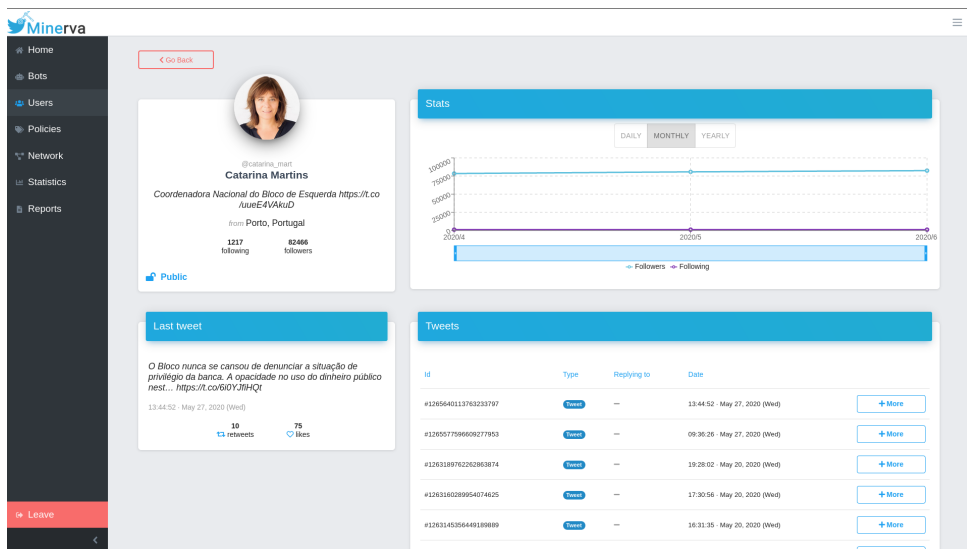 Minerva
Home
Bots
Users
Policies
Network
Statistics
Reports
Leave
Go Back
@catarina_mart
Catarina Martins
Coordenadora Nacional do Bloco de Esquerda https://t.co
/uueE4VAkuD
from Porto, Portugal
1217 82466
following followers
Public
Stats
DAILY MONTHLY YEARLY
100000
75000
50000
25000
0
2020/4 2020/5 2020/6
Followers Following
Last tweet
O Bloco nunca se cansou de denunciar a situação de
privilégio da banca. A opacidade no uso do dinheiro público
nest… https://t.co/6i0YJfiHQt
13:44:52 · May 27, 2020 (Wed)
10 75
retweets likes
Tweets
Id Type Replying to Date
#1265640113763233797 Tweet — 13:44:52 · May 27, 2020 (Wed) + More
#1265577596609277953 Tweet — 09:36:26 · May 27, 2020 (Wed) + More
#1263189762262863874 Tweet — 19:28:02 · May 20, 2020 (Wed) + More
#1263160289954074625 Tweet — 17:30:56 · May 20, 2020 (Wed) + More
#1263145356449189889 Tweet — 16:31:35 · May 20, 2020 (Wed) + More